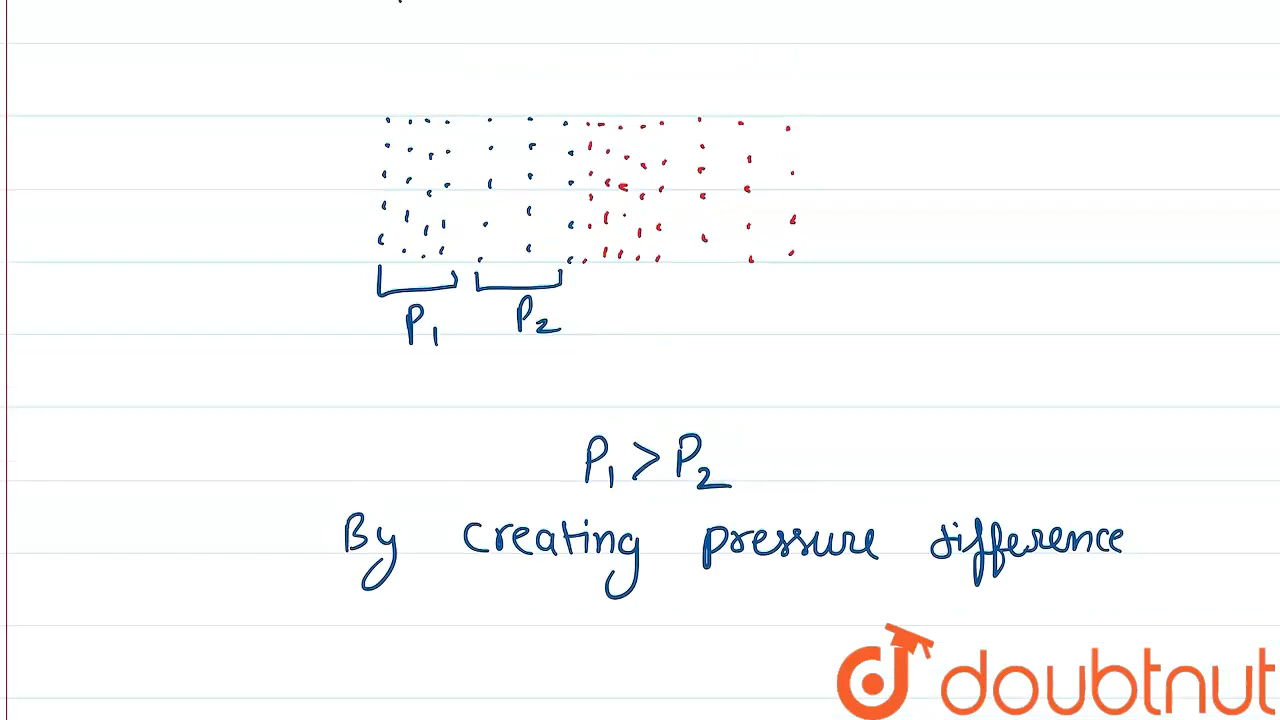 P₁ P₂
P₁ > P₂
By creating pressure difference
doubtnut